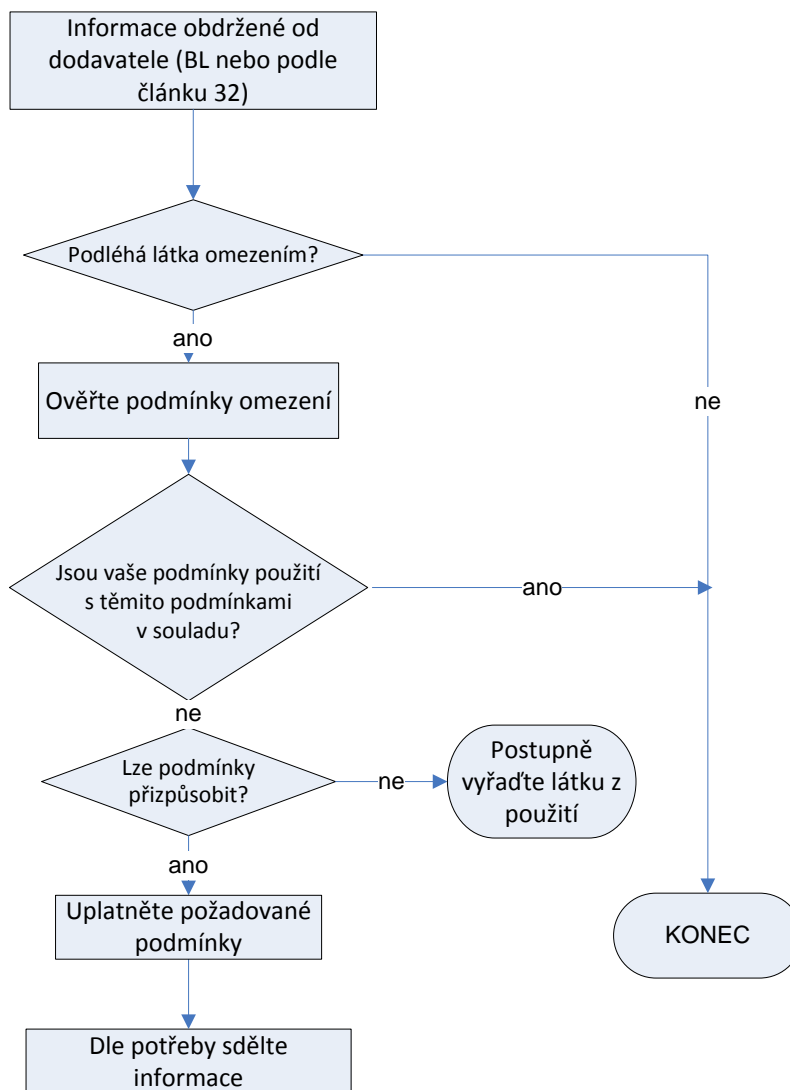 Informace obdržené od
dodavatele (BL nebo podle
článku 32)
Podléhá látka omezením?
ano
Ověřte podmínky omezení
ne
Jsou vaše podmínky použití
s těmito podmínkami
v souladu?
ano
ne
Lze podmínky
přizpůsobit?
ne
Postupně
vyřaďte látku z
použití
ano
Uplatněte požadované
podmínky
KONEC
Dle potřeby sdělte
informace